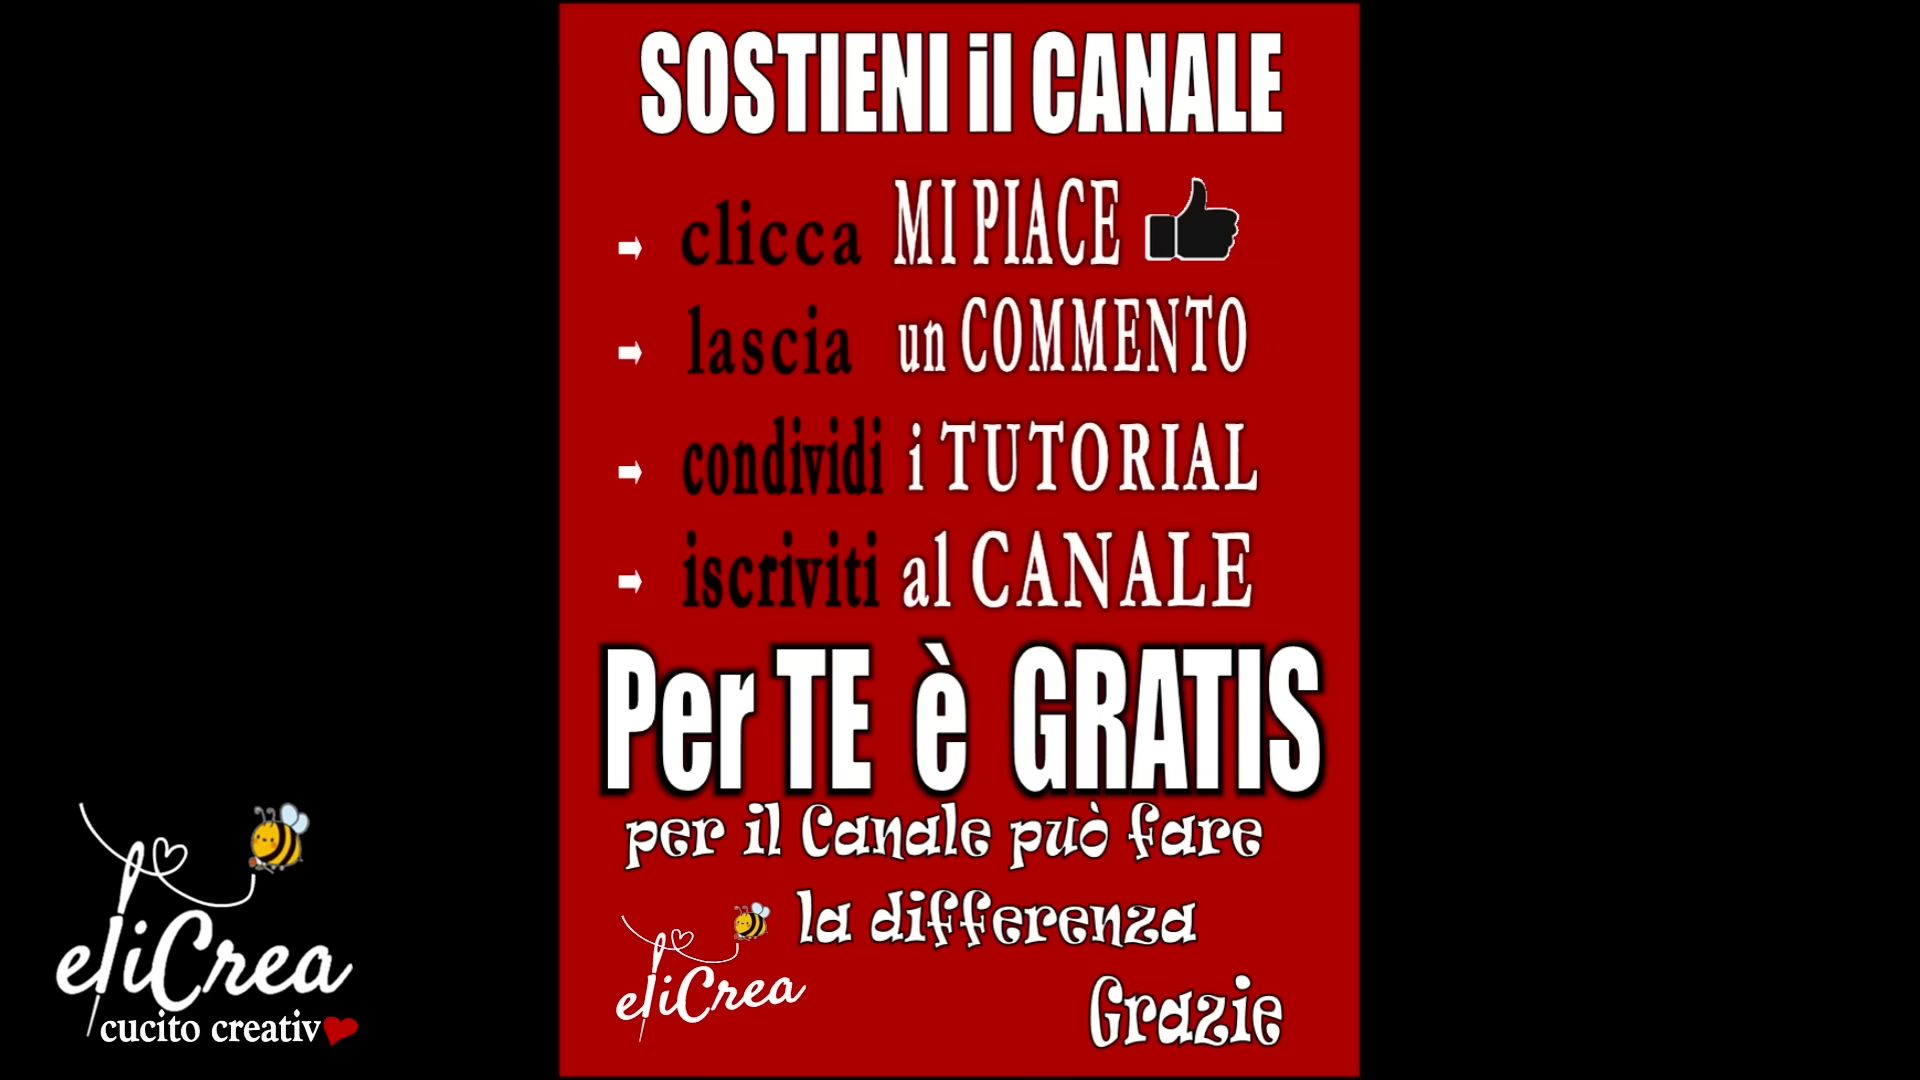 SOSTIENI il CANALE
clicca MI PIACE
lascia un COMMENTO
condividi i TUTORIAL
iscriviti al CANALE
Per TE è GRATIS
per il Canale può fare
la differenza
eliCrea
Grazie
eliCrea
cucito creativ